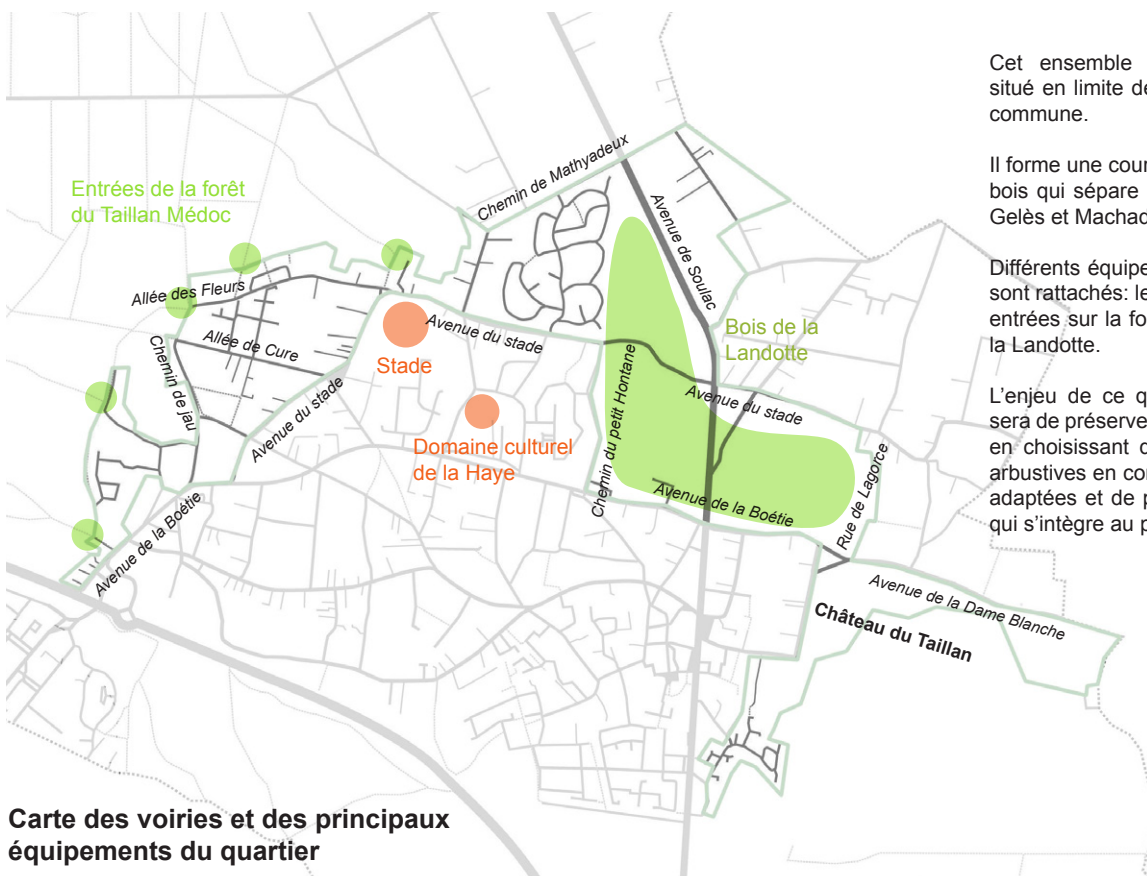 Cet ensemble
situé en limite de
commune.
Il forme une cour
bois qui sépare
Gelès et Machad
Différents équipe
sont rattachés: le
entrées sur la fo
la Landotte.
L'enjeu de ce q
sera de préserve
en choisissant d
arbustives en co
adaptées et de p
qui s'intègre au p
Entrées de la forêt
du Taillan Médoc
Chemin de Mathyadeux
Avenue de Soulac
Allée des Fleurs
Allée de Cure
Chemin de jau
Avenue du stade
Stade
Avenue du stade
Domaine culturel
de la Haye
Chemin du petit Hontane
Bois de la
Landotte
Avenue du stade
Avenue de la Boétie
Rue de Lagorce
Avenue de la Boétie
Avenue de la Dame Blanche
Château du Taillan
Carte des voiries et des principaux
équipements du quartier